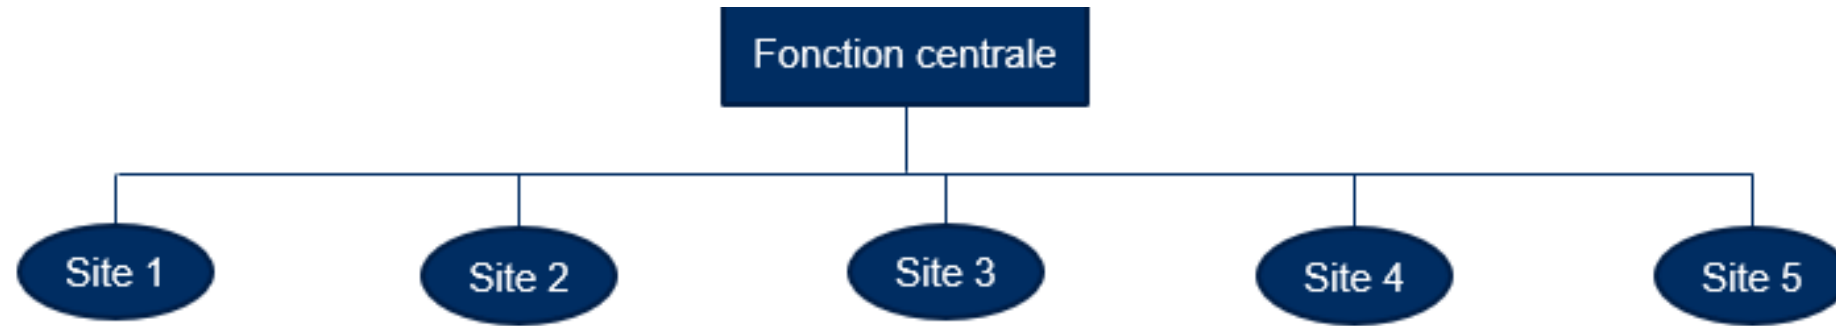 Fonction centrale
Site 1
Site 2
Site 3
Site 4
Site 5